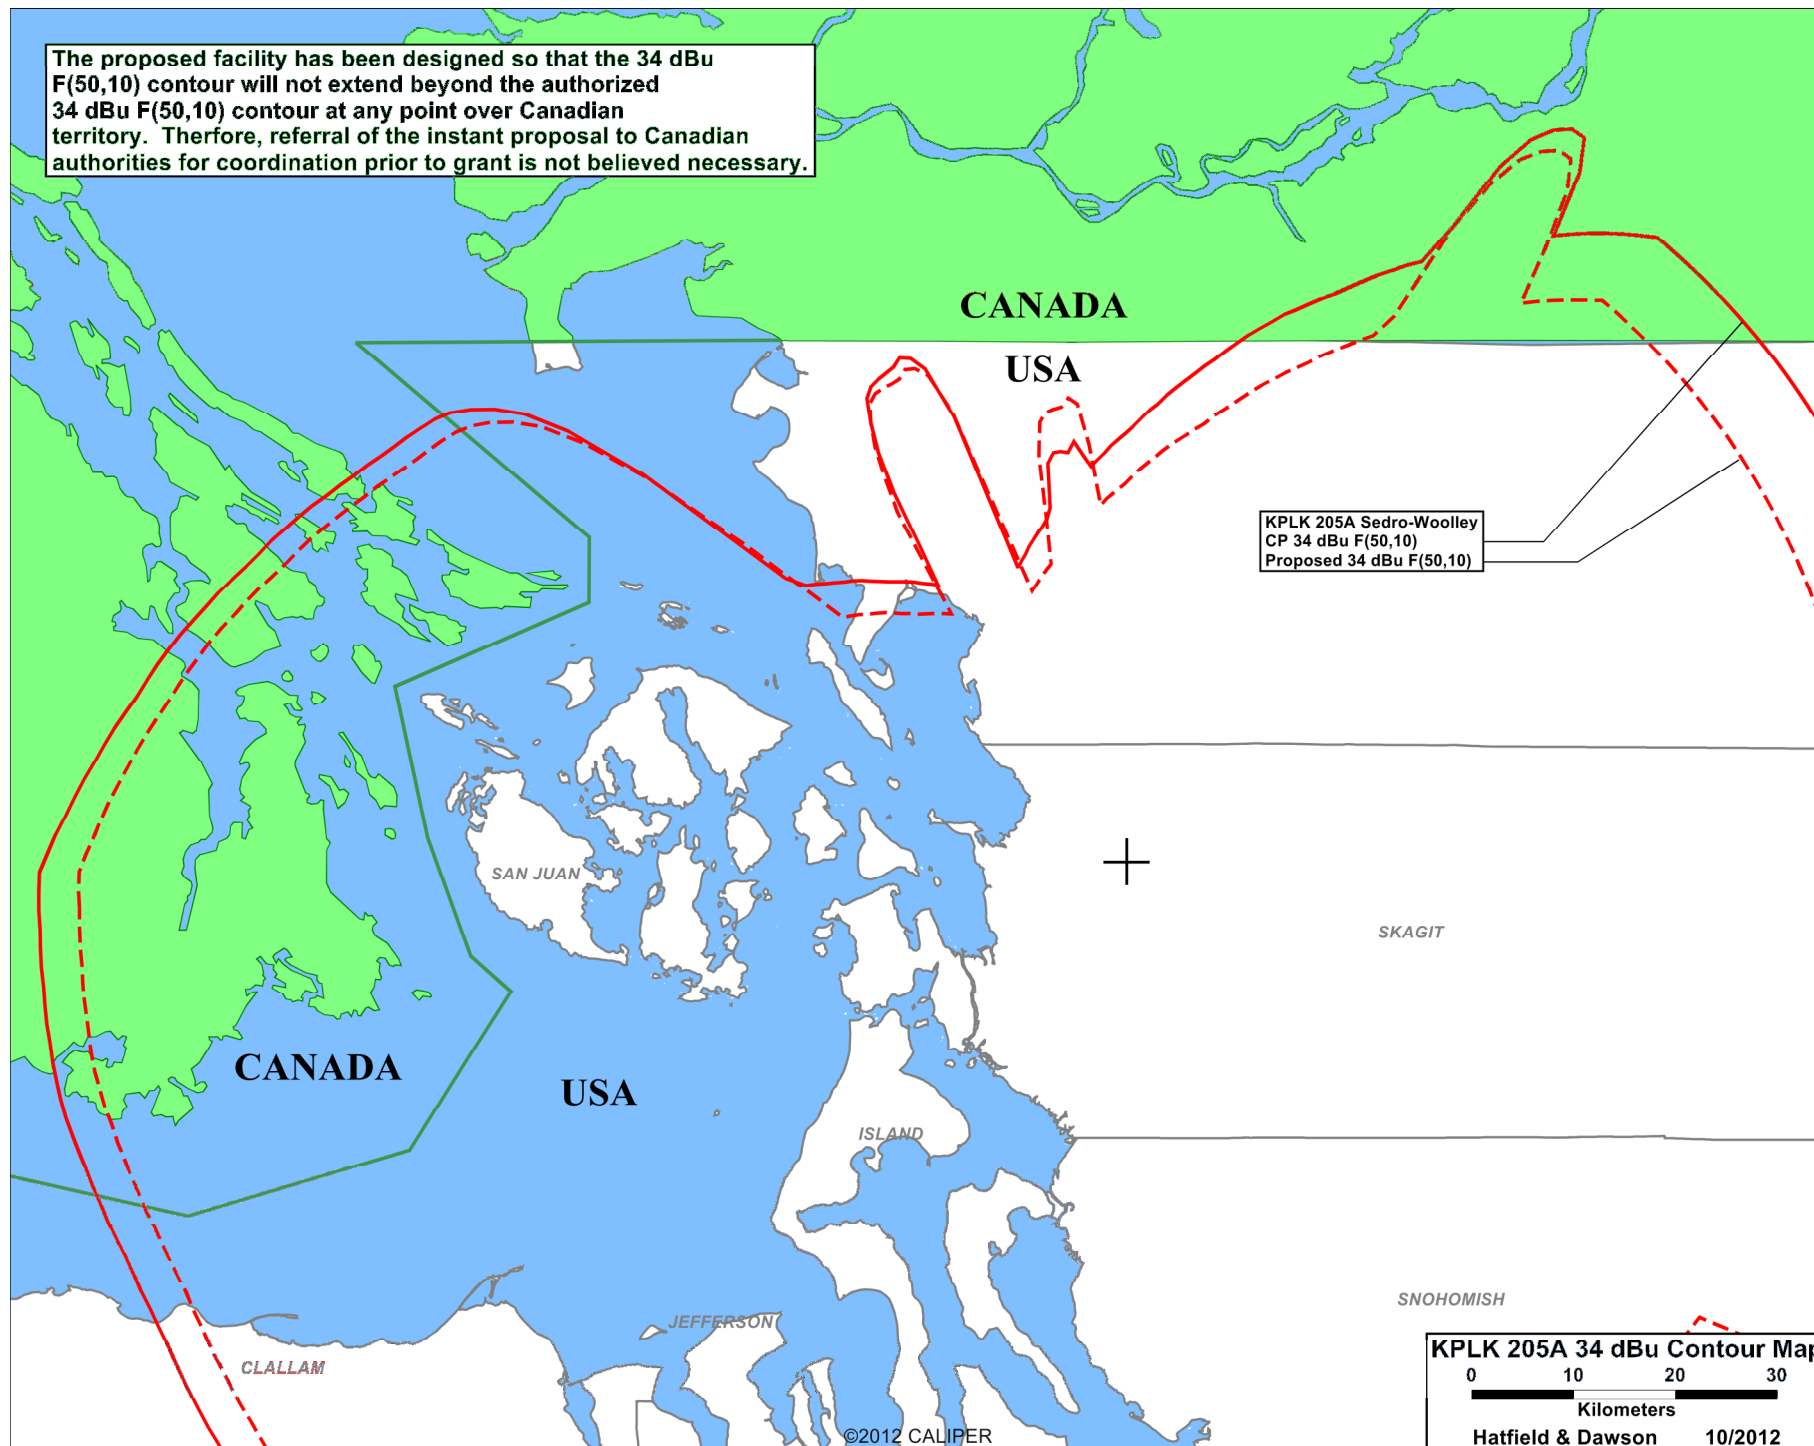 The proposed facility has been designed so that the 34 dBu
F(50,10) contour will not extend beyond the authorized
34 dBu F(50,10) contour at any point over Canadian
territory.  Therfore, referral of the instant proposal to Canadian
authorities for coordination prior to grant is not believed necessary.
CANADA
USA
KPLK 205A Sedro-Woolley
CP 34 dBu F(50,10)
Proposed 34 dBu F(50,10)
SAN JUAN
SKAGIT
CANADA
USA
ISLAND
SNOHOMISH
JEFFERSON
CLALLAM
KPLK 205A 34 dBu Contour Map
0 10 20 30
Kilometers
Hatfield & Dawson 10/2012
©2012 CALIPER